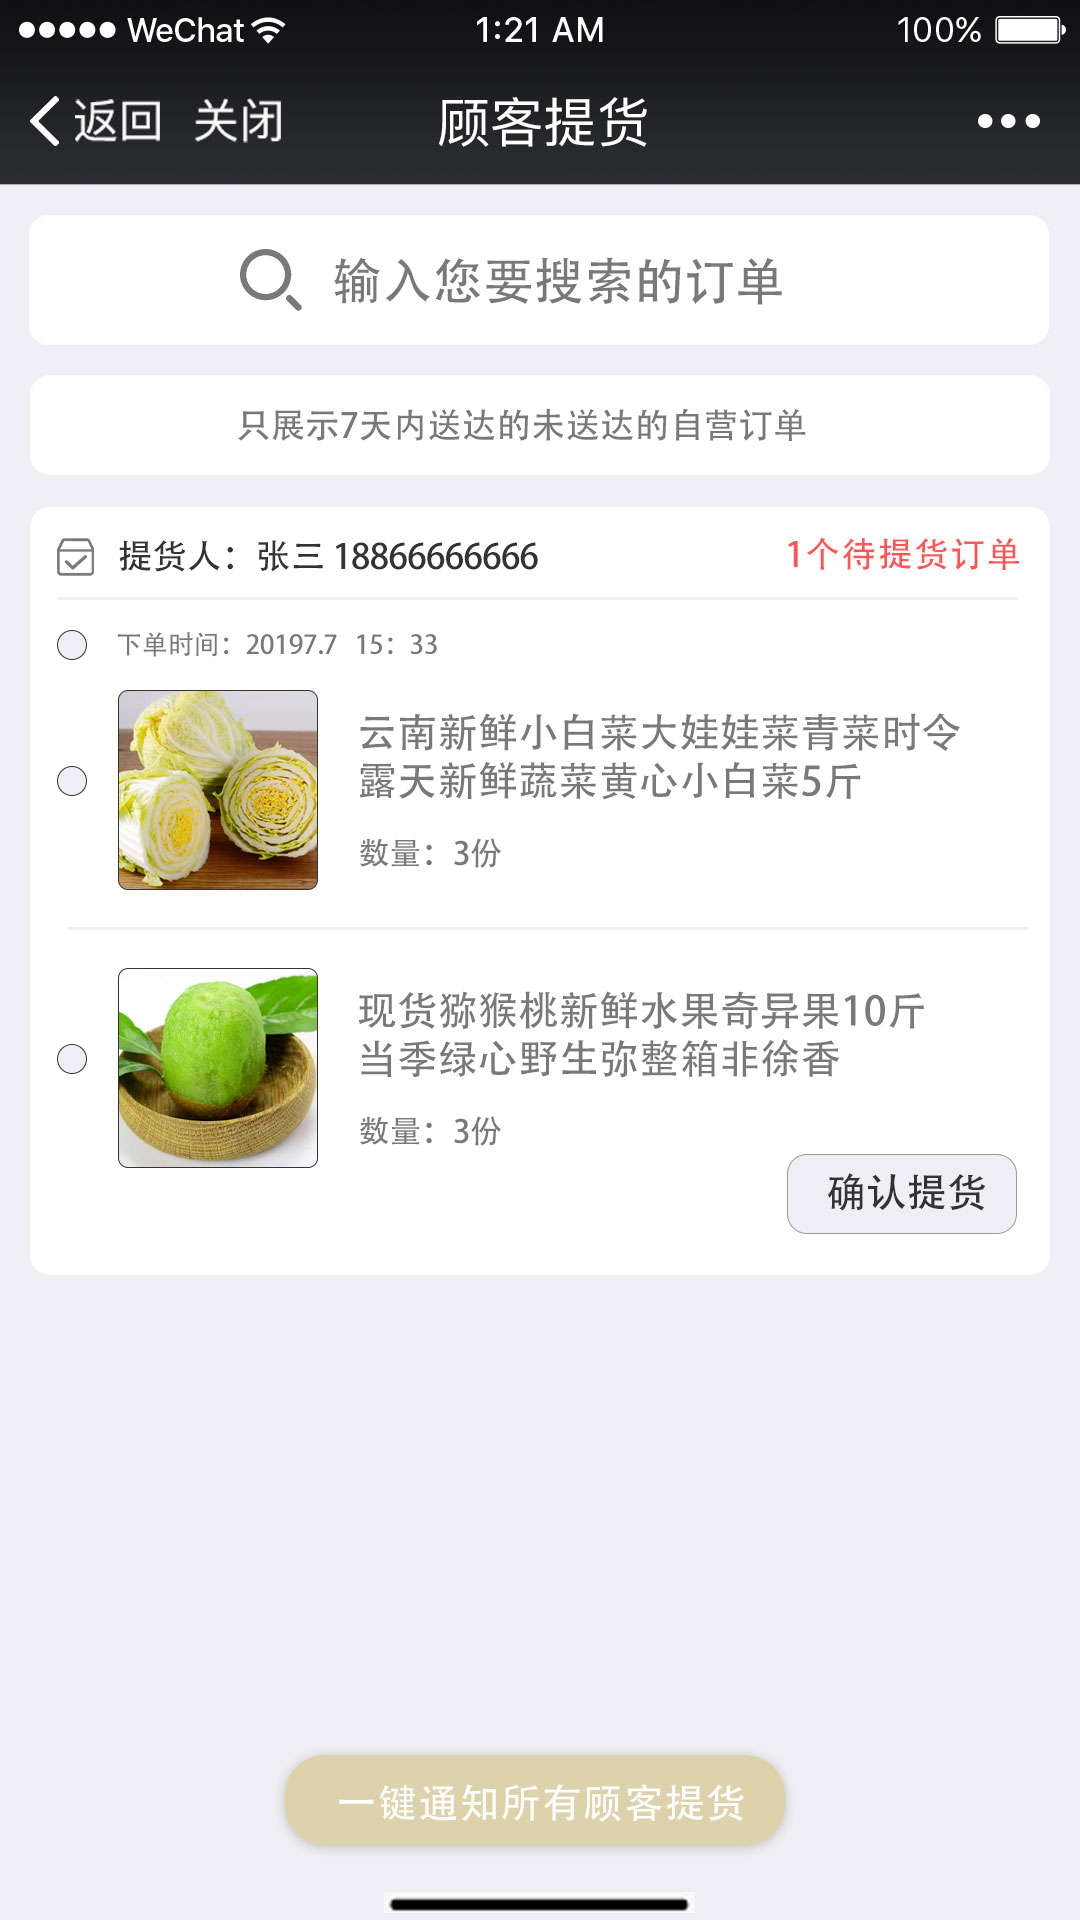 WeChat 1:21 AM 100%
返回 关闭 顾客提货
输入您要搜索的订单
只展示7天内送达的未送达的自营订单
提货人：张三 18866666666 1个待提货订单
下单时间：20197.7 15：33
云南新鲜小白菜大娃娃菜青菜时令
露天新鲜蔬菜黄心小白菜5斤
数量：3份
现货猕猴桃新鲜水果奇异果10斤
当季绿心野生弥整箱非徐香
数量：3份
确认提货
一键通知所有顾客提货